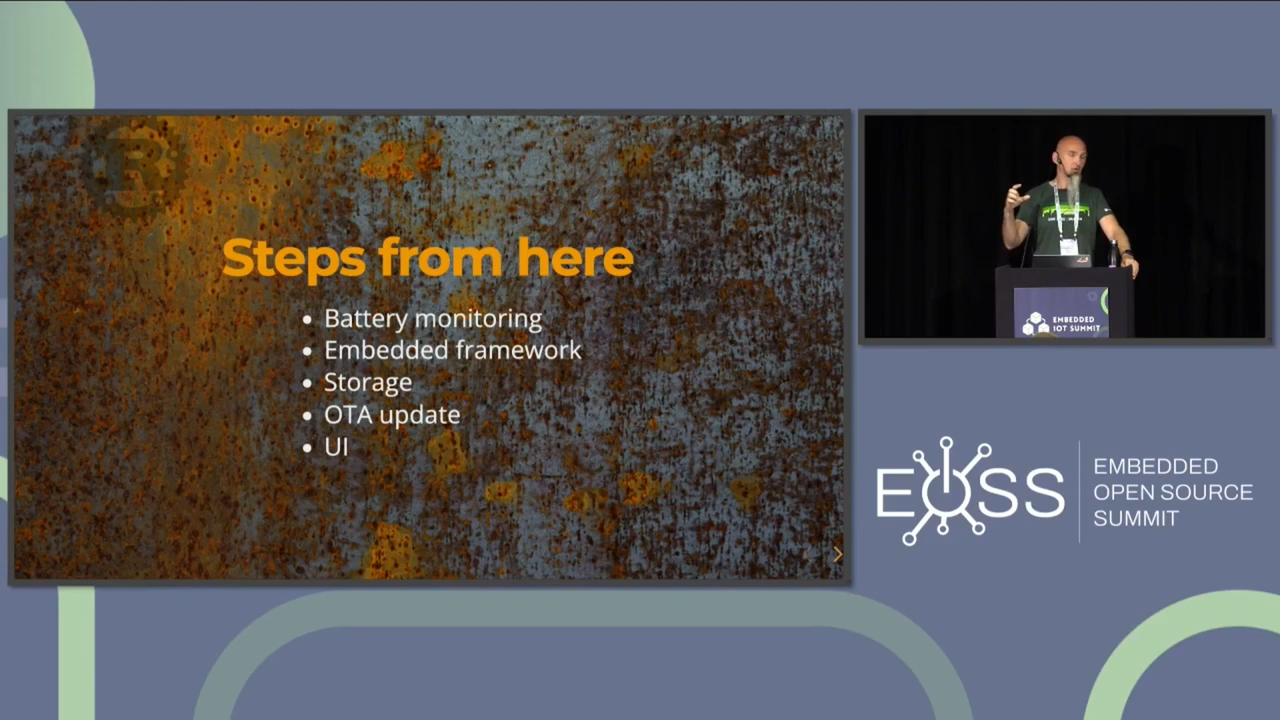 Steps from here
Battery monitoring
Embedded framework
Storage
OTA update
UI
EMBEDDED
IOT SUMMIT
EOSS
EMBEDDED
OPEN SOURCE
SUMMIT